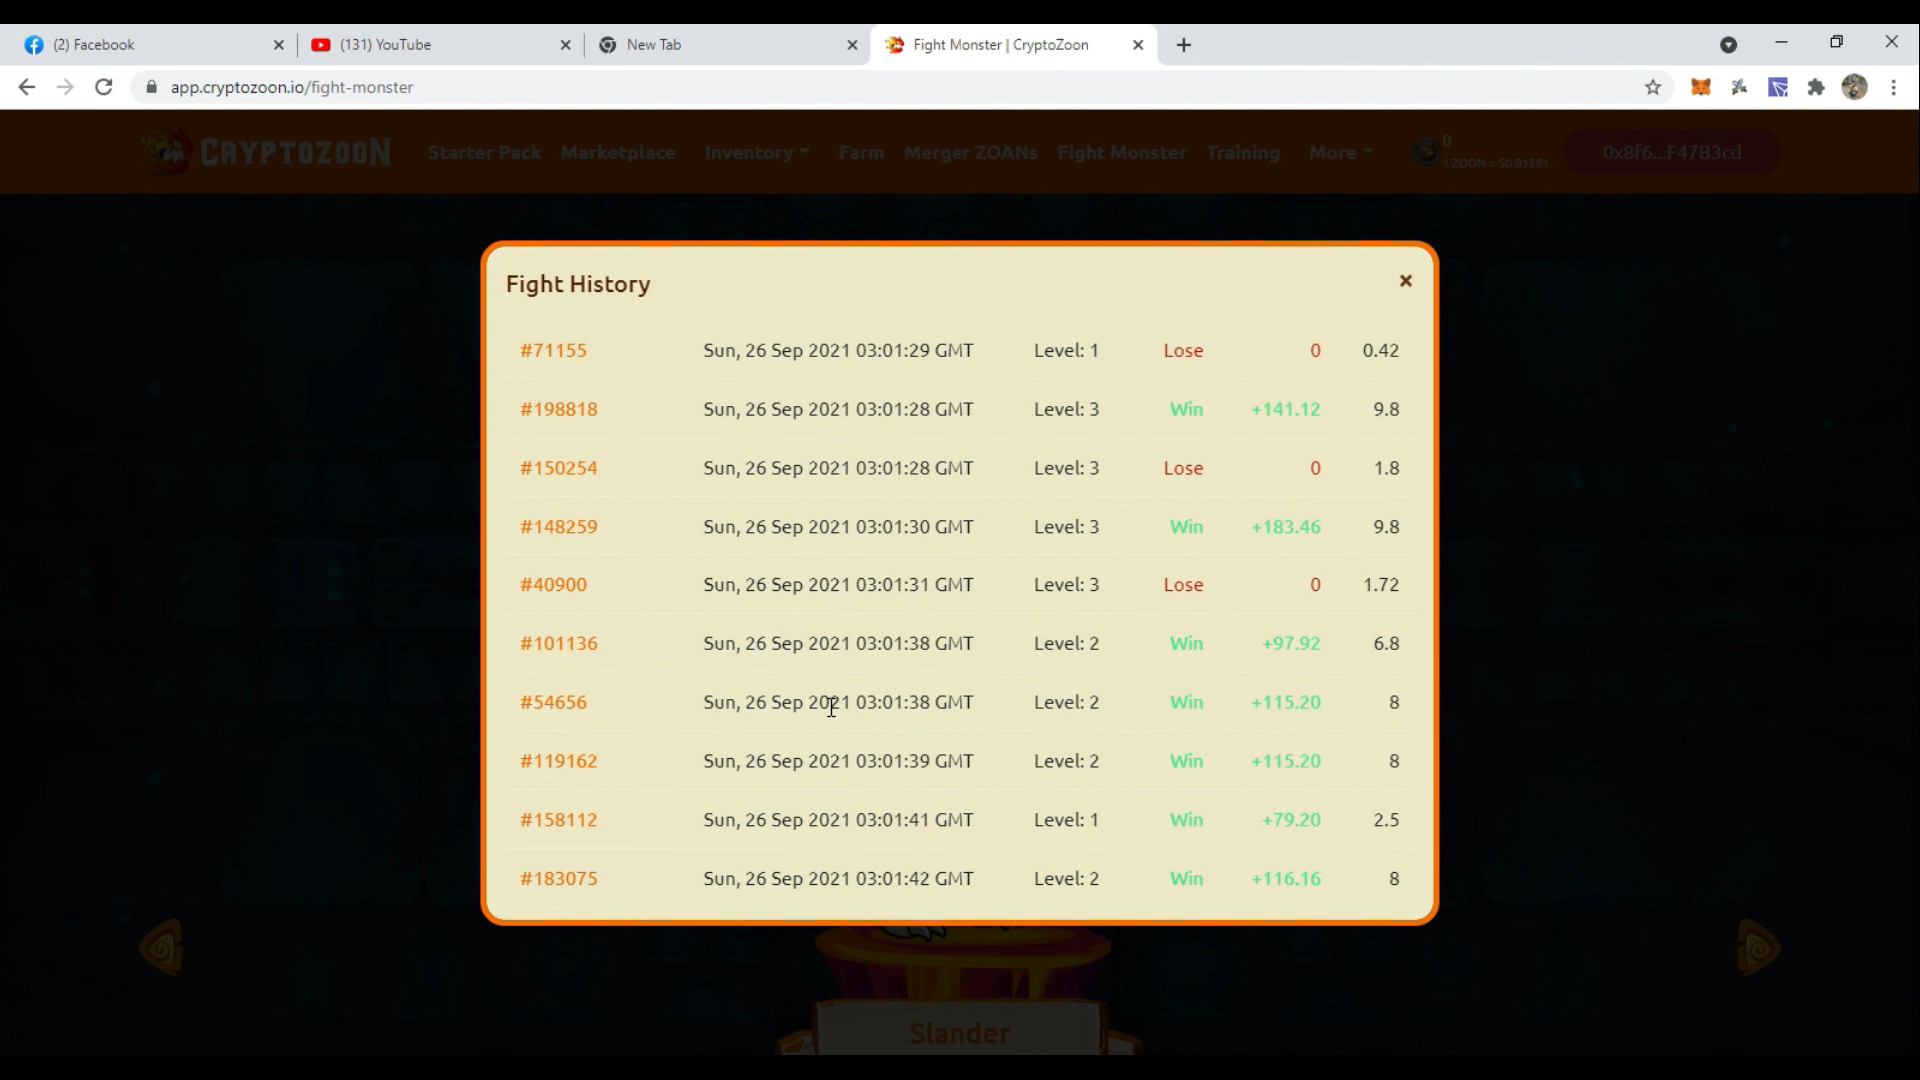 (2) Facebook
(131) YouTube
New Tab
Fight Monster | CryptoZoon
app.cryptozoon.io/fight-monster
CRYPTOZOON
Starter Pack Marketplace Inventory Farm Merger ZOANs Fight Monster Training More
0
1 ZOON = $0.01281
0x8f6...F47B3cd
Fight History
#71155 Sun, 26 Sep 2021 03:01:29 GMT Level: 1 Lose 0 0.42
#198818 Sun, 26 Sep 2021 03:01:28 GMT Level: 3 Win +141.12 9.8
#150254 Sun, 26 Sep 2021 03:01:28 GMT Level: 3 Lose 0 1.8
#148259 Sun, 26 Sep 2021 03:01:30 GMT Level: 3 Win +183.46 9.8
#40900 Sun, 26 Sep 2021 03:01:31 GMT Level: 3 Lose 0 1.72
#101136 Sun, 26 Sep 2021 03:01:38 GMT Level: 2 Win +97.92 6.8
#54656 Sun, 26 Sep 2021 03:01:38 GMT Level: 2 Win +115.20 8
#119162 Sun, 26 Sep 2021 03:01:39 GMT Level: 2 Win +115.20 8
#158112 Sun, 26 Sep 2021 03:01:41 GMT Level: 1 Win +79.20 2.5
#183075 Sun, 26 Sep 2021 03:01:42 GMT Level: 2 Win +116.16 8
Slander